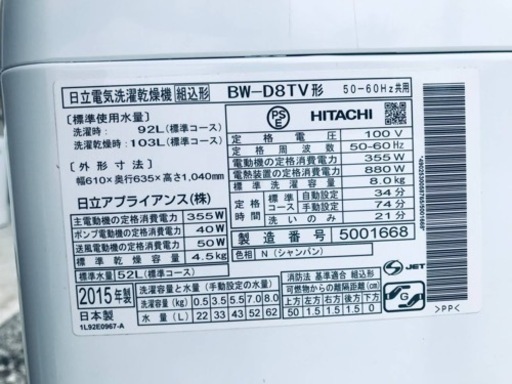 日立電気洗濯乾燥機 組込形 BW-D8TV形 50-60Hz共用
［標準使用水量］
洗濯時： 92L（標準コース）
洗乾時：103L（標準コース）
［外形寸法］
幅610×奥行635×高さ1,040mm
日立アプライアンス（株）
主電動機の定格消費電力 355W
ポンプ電動機の定格消費電力 40W
送風電動機の定格消費電力 50W
標準乾燥容量 4.5kg
標準水量52L（標準コース）
PSE HITACHI
定格電圧 100V
定格周波数 50-60Hz
電動機の定格消費電力 355W
電熱装置の定格消費電力 880W
標準洗濯容量 8.0kg
定格時間 自動コース 34分
手動コース 74分
洗いのみ 21分
製造番号 5001668
色相 N（シャンパン）
S JET
2015年製
日本製
1L92E0967-A
洗濯容量と水量（手動設定の水量）
洗濯容量（kg） 0.5 3.5 5.5 7.0 8.0
水量（L） 22 33 43 52 62
消防法 基準適合 組込形
可燃物からの離隔距離（cm）
上方 左方 右方 前方 後方
50 1.5 1.5 1.5 0
G
>PP<